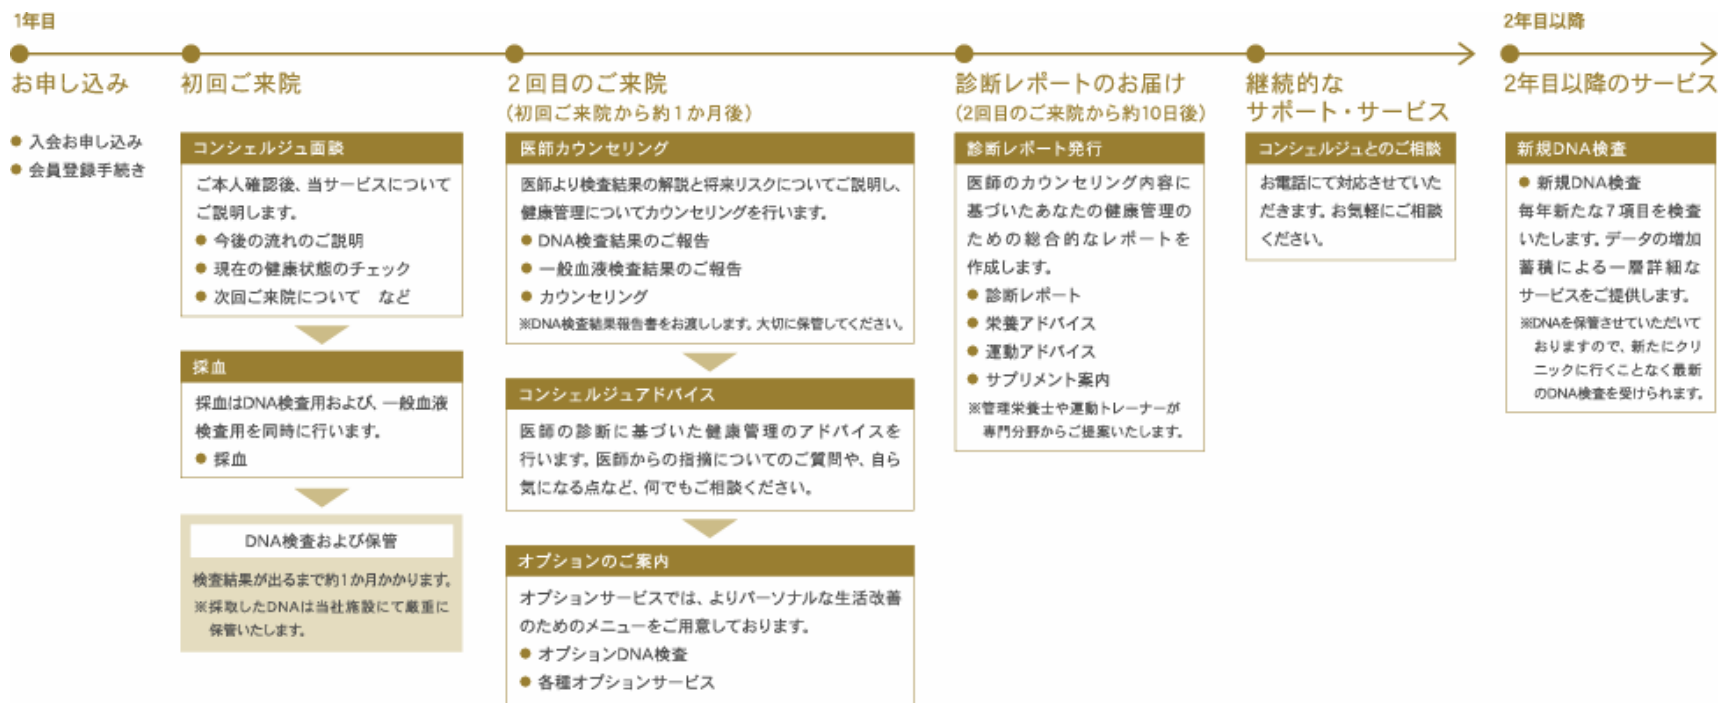 1年目
お申し込み
● 入会お申し込み
● 会員登録手続き
初回ご来院
コンシェルジュ面談
ご本人確認後、当サービスについて
ご説明します。
● 今後の流れのご説明
● 現在の健康状態のチェック
● 次回ご来院について　など
採血
採血はDNA検査用および、一般血液
検査用を同時に行います。
● 採血
DNA検査および保管
検査結果が出るまで約1か月かかります。
※採取したDNAは当社施設にて厳重に
保管いたします。
2回目のご来院
(初回ご来院から約1か月後)
医師カウンセリング
医師より検査結果の解説と将来リスクについてご説明し、
健康管理についてカウンセリングを行います。
● DNA検査結果のご報告
● 一般血液検査結果のご報告
● カウンセリング
※DNA検査結果報告書をお渡しします。大切に保管してください。
コンシェルジュアドバイス
医師の診断に基づいた健康管理のアドバイスを
行います。医師からの指摘についてのご質問や、自ら
気になる点など、何でもご相談ください。
オプションのご案内
オプションサービスでは、よりパーソナルな生活改善
のためのメニューをご用意しております。
● オプションDNA検査
● 各種オプションサービス
診断レポートのお届け
(2回目のご来院から約10日後)
診断レポート発行
医師のカウンセリング内容に
基づいたあなたの健康管理の
ための総合的なレポートを
作成します。
● 診断レポート
● 栄養アドバイス
● 運動アドバイス
● サプリメント案内
※管理栄養士や運動トレーナーが
専門分野からご提案いたします。
継続的な
サポート・サービス
コンシェルジュとのご相談
お電話にて対応させていた
だきます。お気軽にご相談
ください。
2年目以降
2年目以降のサービス
新規DNA検査
● 新規DNA検査
毎年新たな7項目を検査
いたします。データの増加
蓄積による一層詳細な
サービスをご提供します。
※DNAを保管させていただいて
おりますので、新たにクリ
ニックに行くことなく最新
のDNA検査を受けられます。